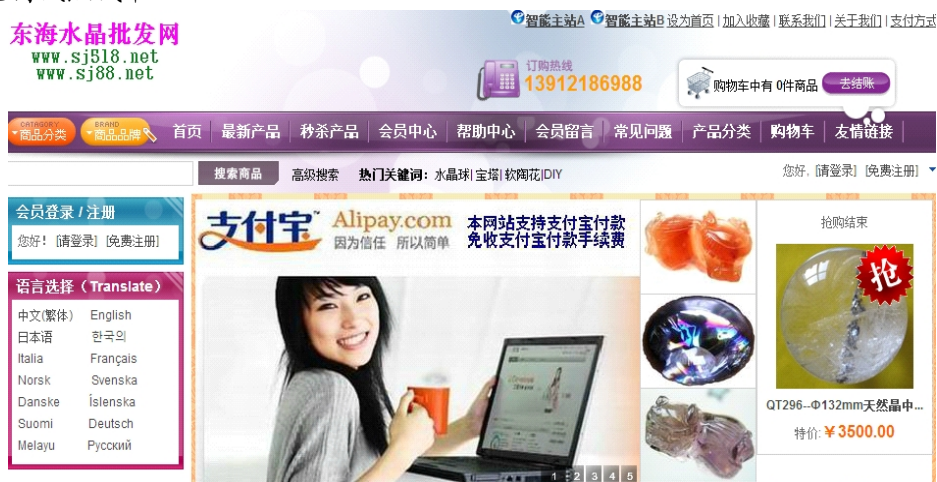 智能主站A 智能主站B 设为首页 | 加入收藏 | 联系我们 | 关于我们 | 支付方式
东海水晶批发网
www.sj518.net
www.sj88.net
订购热线
13912186988
购物车中有 0件商品 去结账
CATAGORY
商品分类
BRAND
商品品牌
首页 最新产品 秒杀产品 会员中心 帮助中心 会员留言 常见问题 产品分类 购物车 友情链接
搜索商品 高级搜索 热门关键词: 水晶球| 宝塔| 软陶花|DIY
您好, [请登录] [免费注册]
会员登录 / 注册
您好! [请登录] [免费注册]
语言选择（Translate）
中文(繁体) English
日本语 한국의
Italia Français
Norsk Svenska
Danske Íslenska
Suomi Deutsch
Melayu Русский
支付宝™ Alipay.com
因为信任 所以简单
本网站支持支付宝付款
免收支付宝付款手续费
1 2 3 4 5
抢购结束
抢
QT296--Φ132mm天然晶中...
特价: ￥3500.00